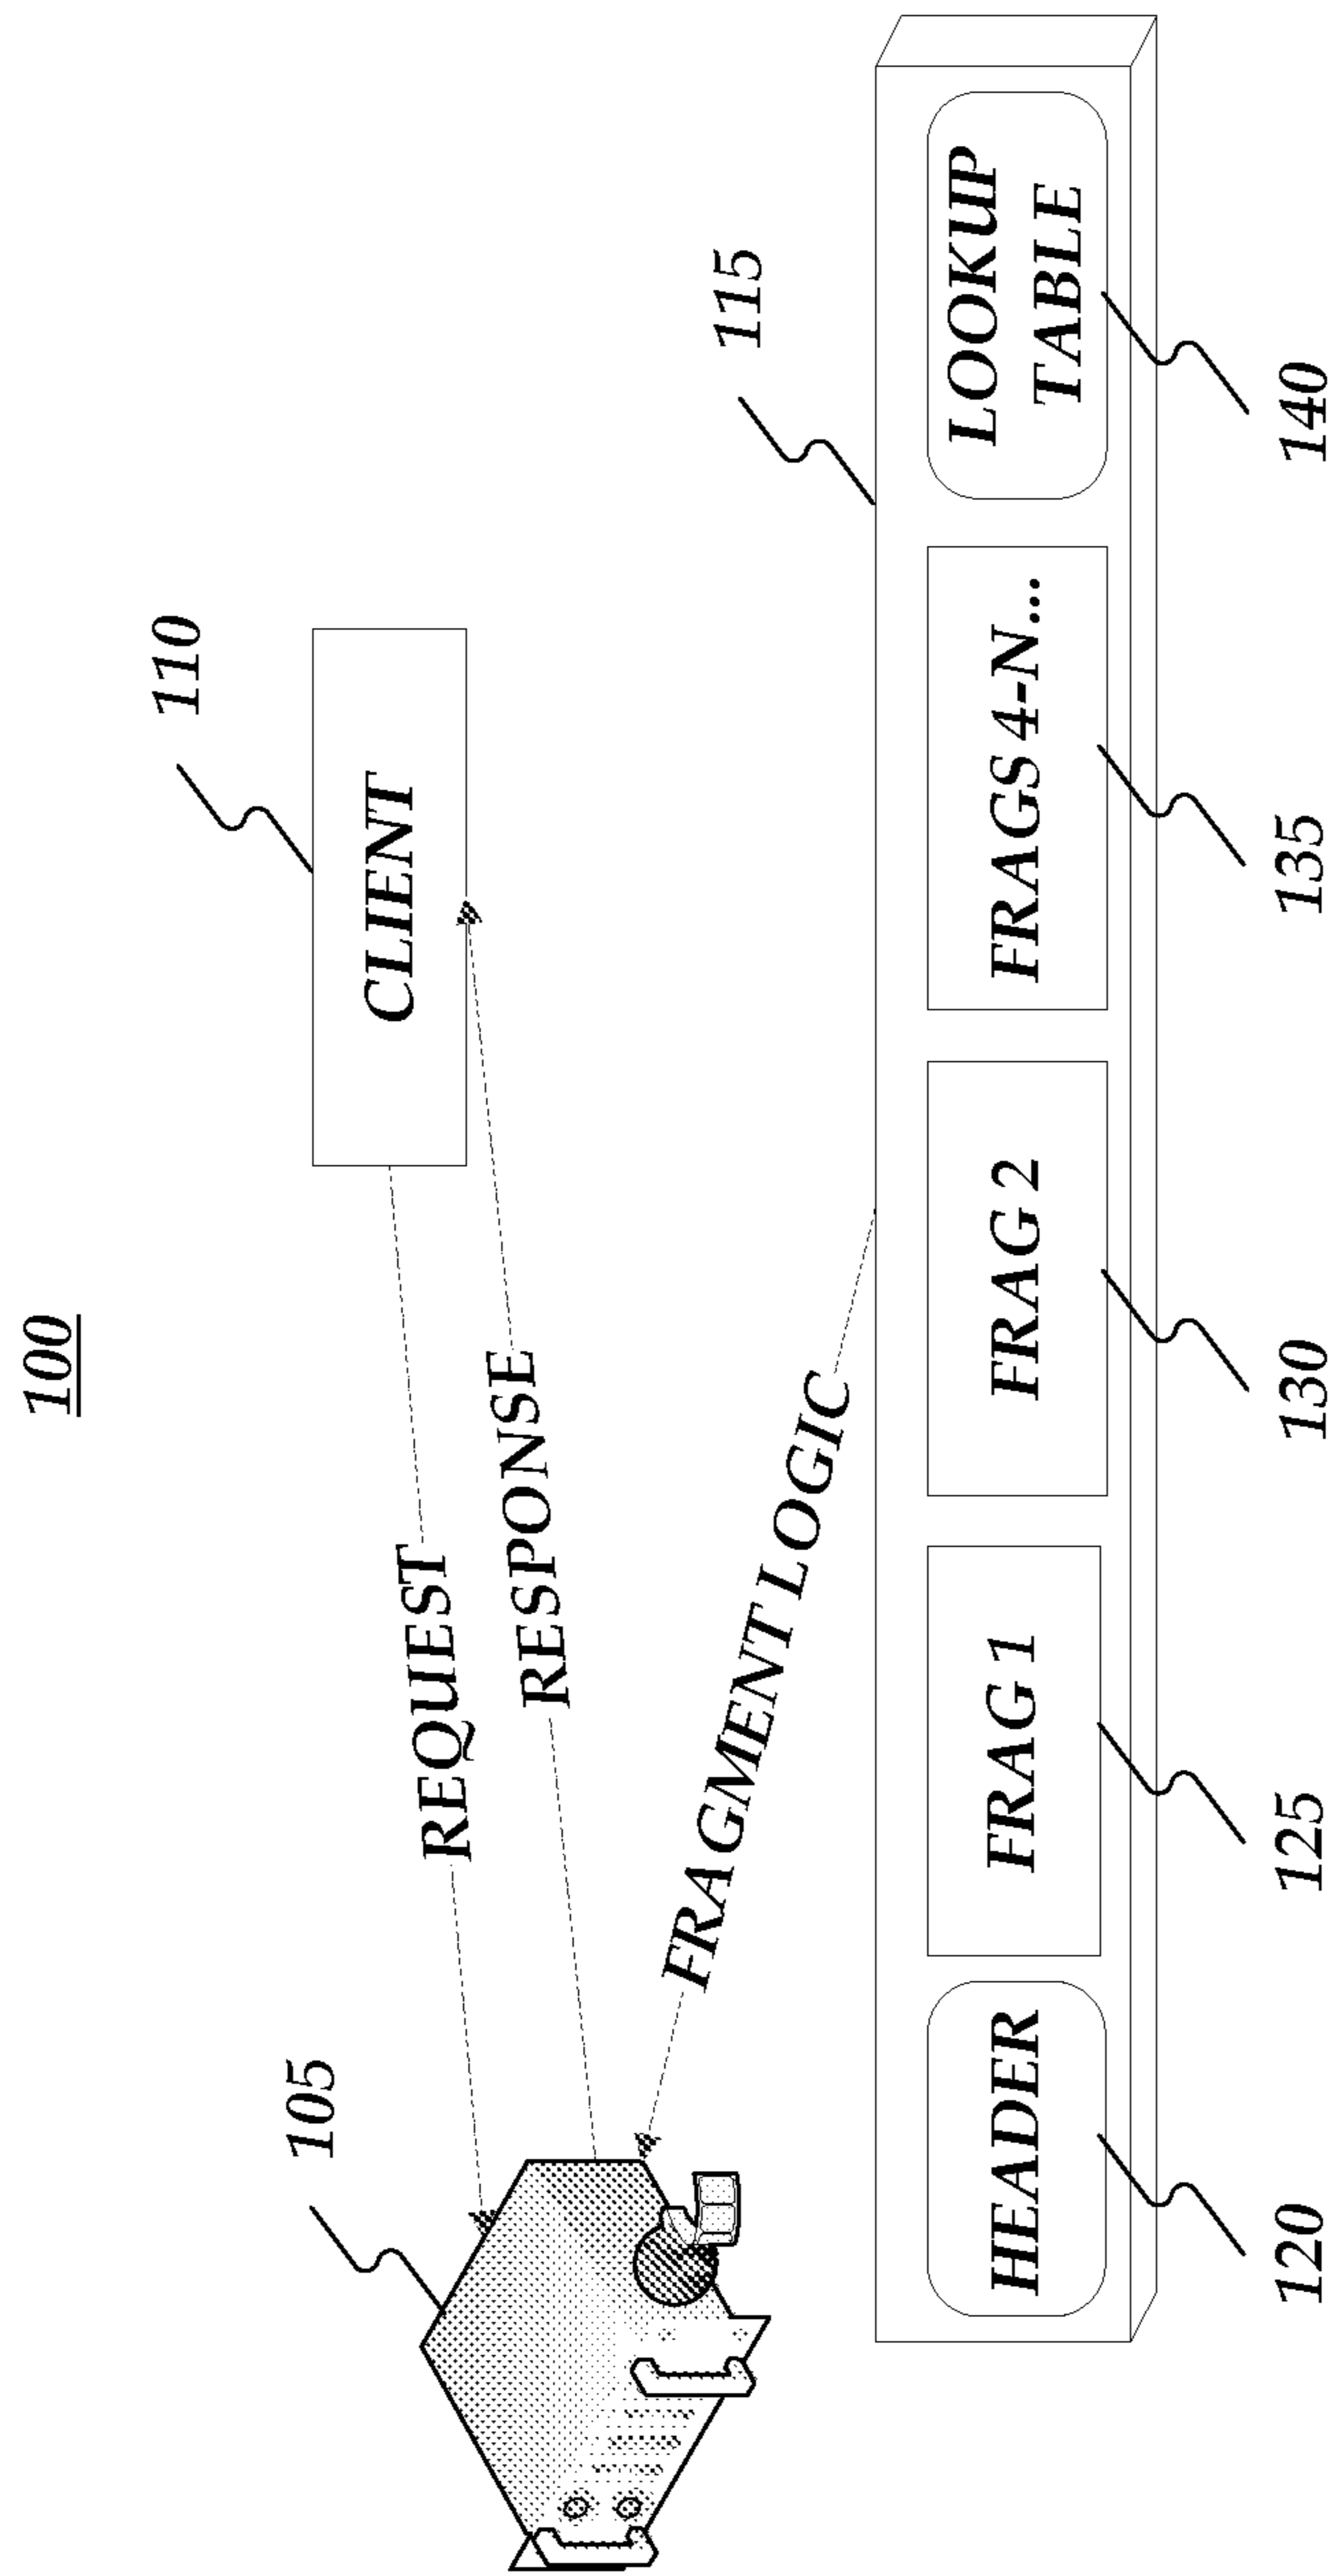 100
110
CLIENT
105
REQUEST
RESPONSE
115
FRAGMENT LOGIC
HEADER
FRAG 1
FRAG 2
FRAGS 4-N...
LOOKUP
TABLE
120
125
130
135
140